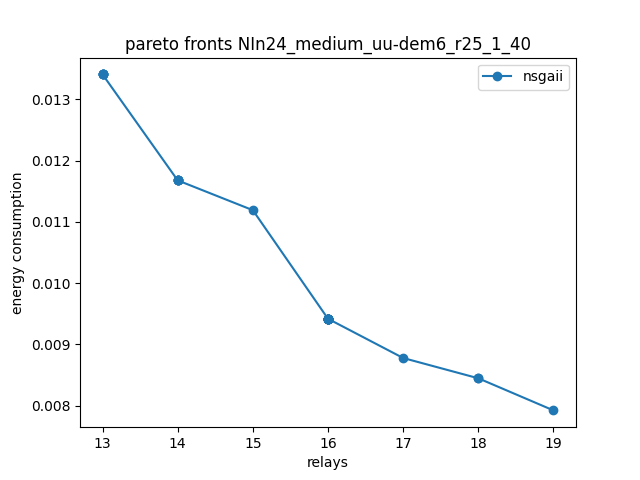 pareto fronts NIn24_medium_uu-dem6_r25_1_40
nsgaii
energy consumption
0.013
0.012
0.011
0.010
0.009
0.008
13 14 15 16 17 18 19
relays